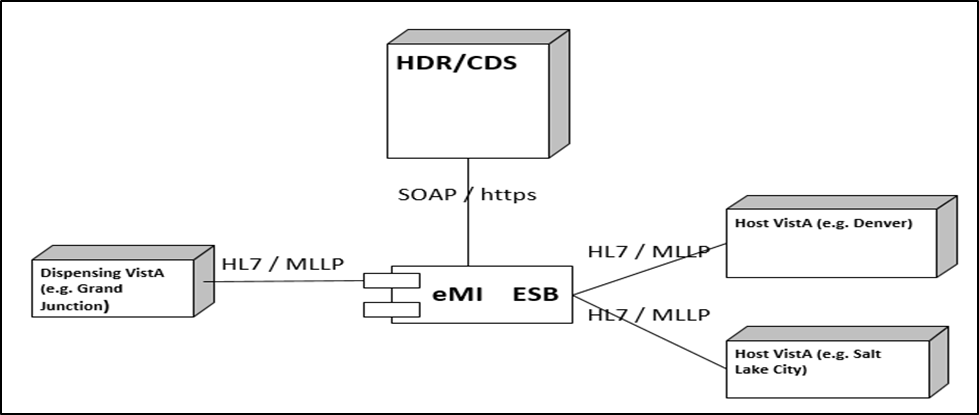 HDR/CDS
SOAP / https
Host VistA (e.g. Denver)
HL7 / MLLP
HL7 / MLLP
Dispensing VistA
(e.g. Grand
Junction)
eMI ESB
HL7 / MLLP
Host VistA (e.g. Salt
Lake City)